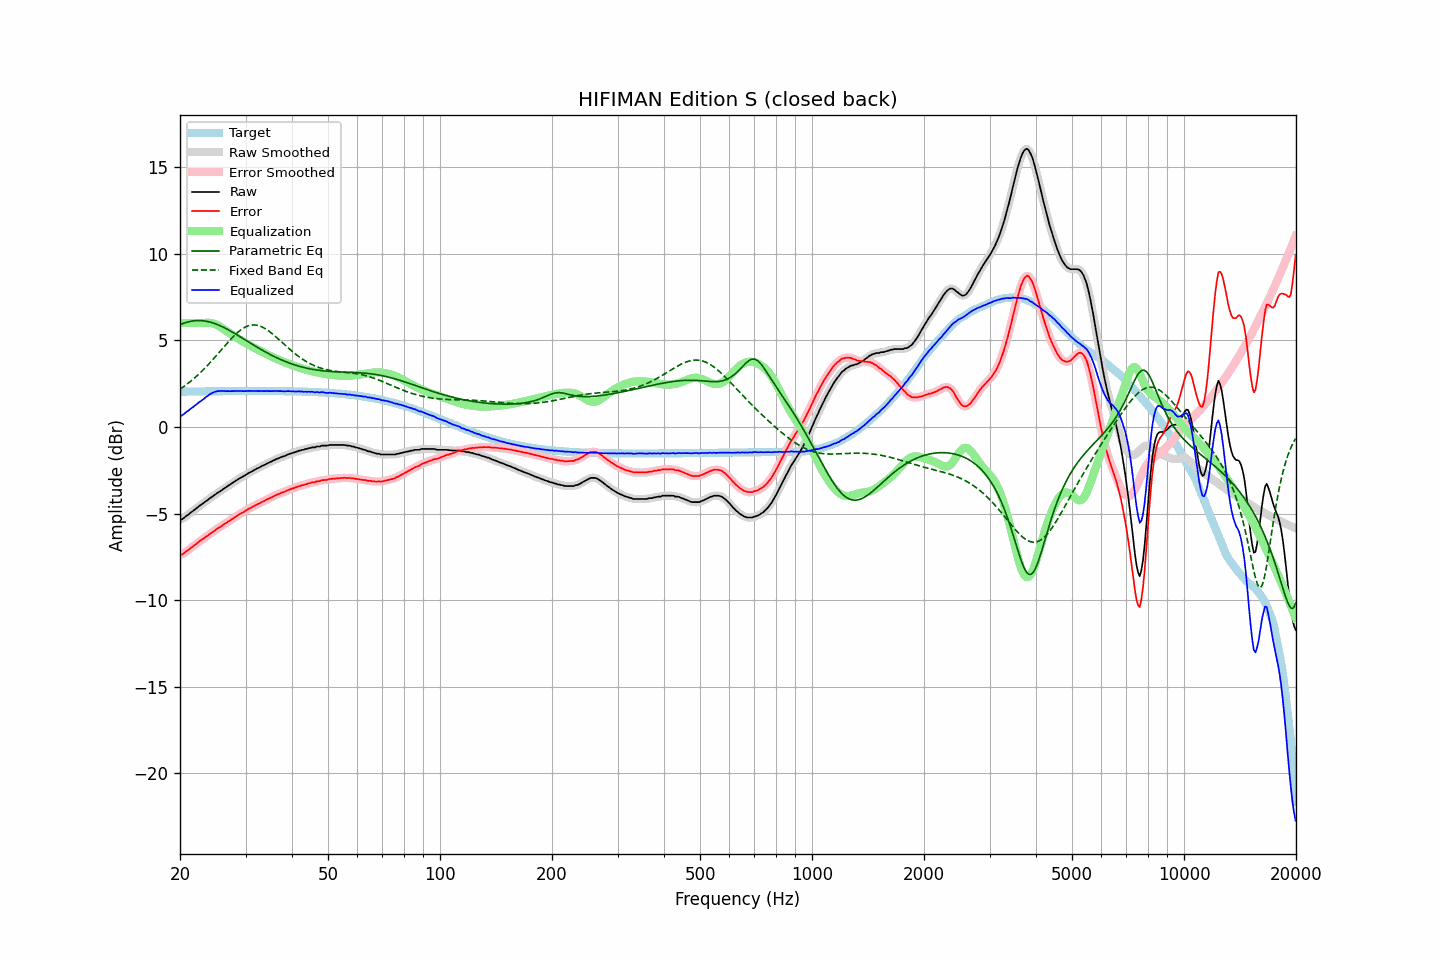 HIFIMAN Edition S (closed back)
Target
Raw Smoothed
Error Smoothed
Raw
Error
Equalization
Parametric Eq
Fixed Band Eq
Equalized
Amplitude (dBr)
15
10
5
0
−5
−10
−15
−20
20 50 100 200 500 1000 2000 5000 10000 20000
Frequency (Hz)